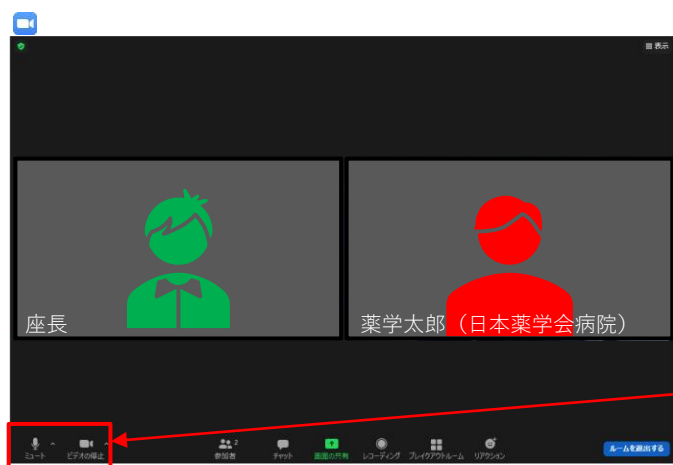 表示
座長
薬学太郎（日本薬学会病院）
ミュート
ビデオの停止
参加者
2
チャット
画面の共有
レコーディング
ブレイクアウトルーム
リアクション
ルームを退出する